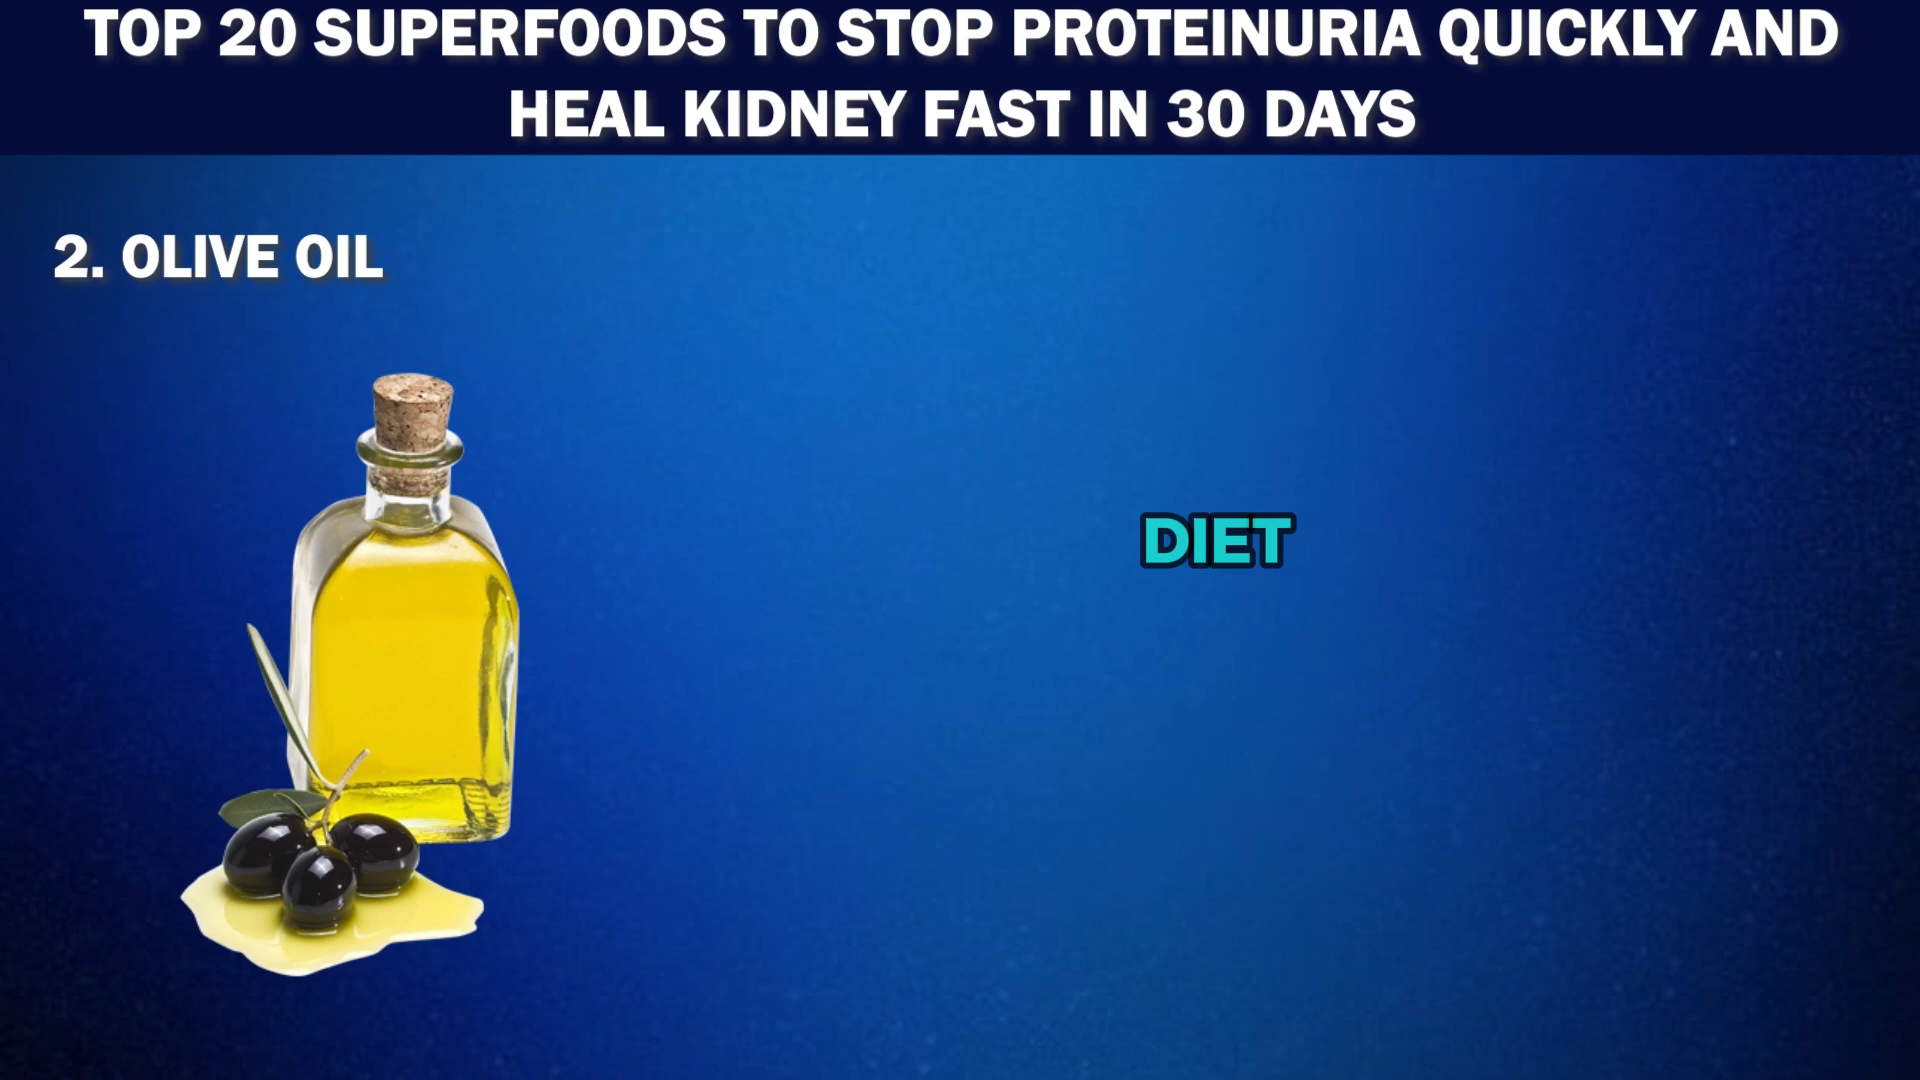 TOP 20 SUPERFOODS TO STOP PROTEINURIA QUICKLY AND
HEAL KIDNEY FAST IN 30 DAYS
2. OLIVE OIL
DIET